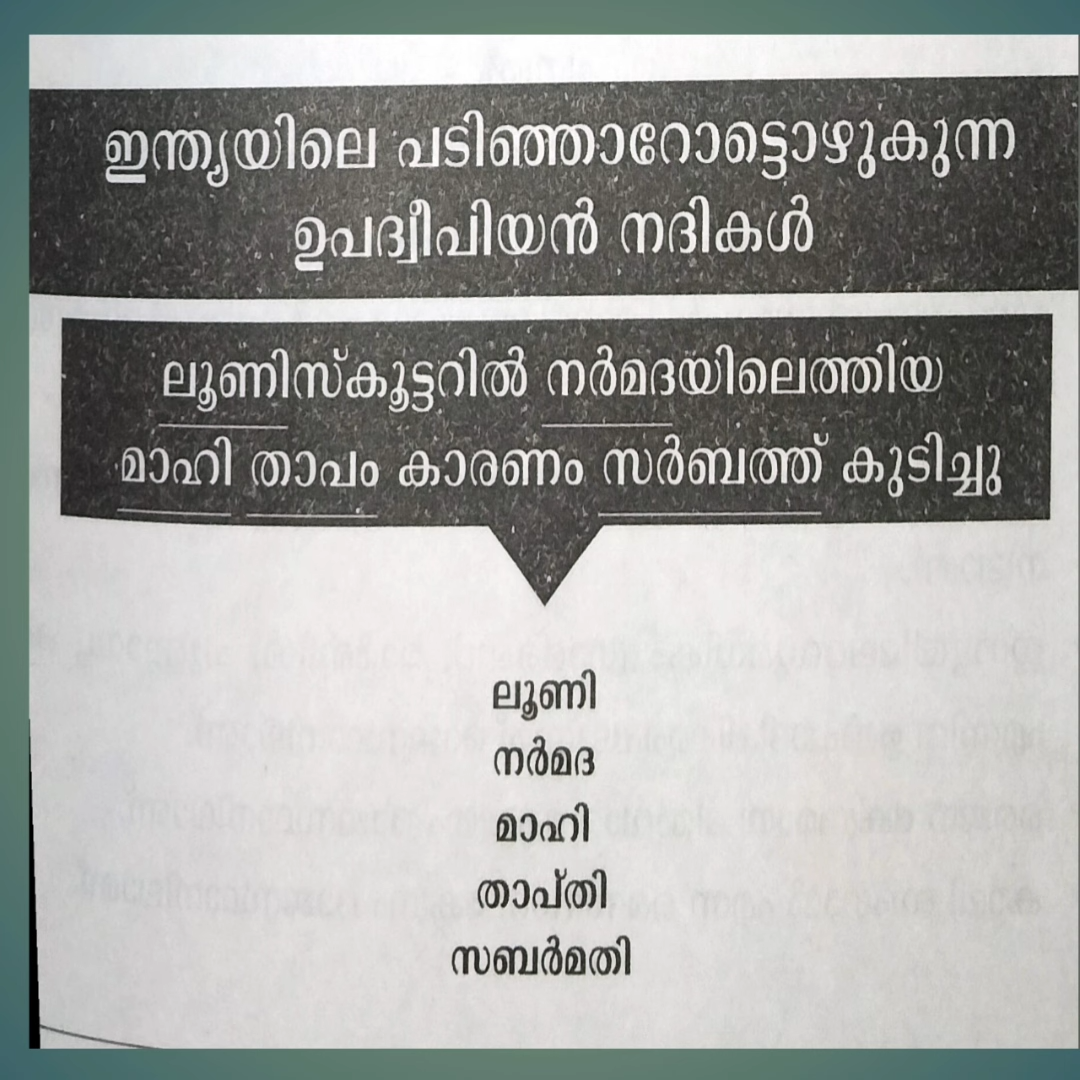 ഇന്ത്യയിലെ പടിഞ്ഞാറോട്ടൊഴുകുന്ന
ഉപദ്വീപിയൻ നദികൾ
ലൂണിസ്കൂട്ടറിൽ നർമദയിലെത്തിയ
മാഹി താപം കാരണം സർബത്ത് കുടിച്ചു
ലൂണി
നർമദ
മാഹി
താപ്തി
സബർമതി